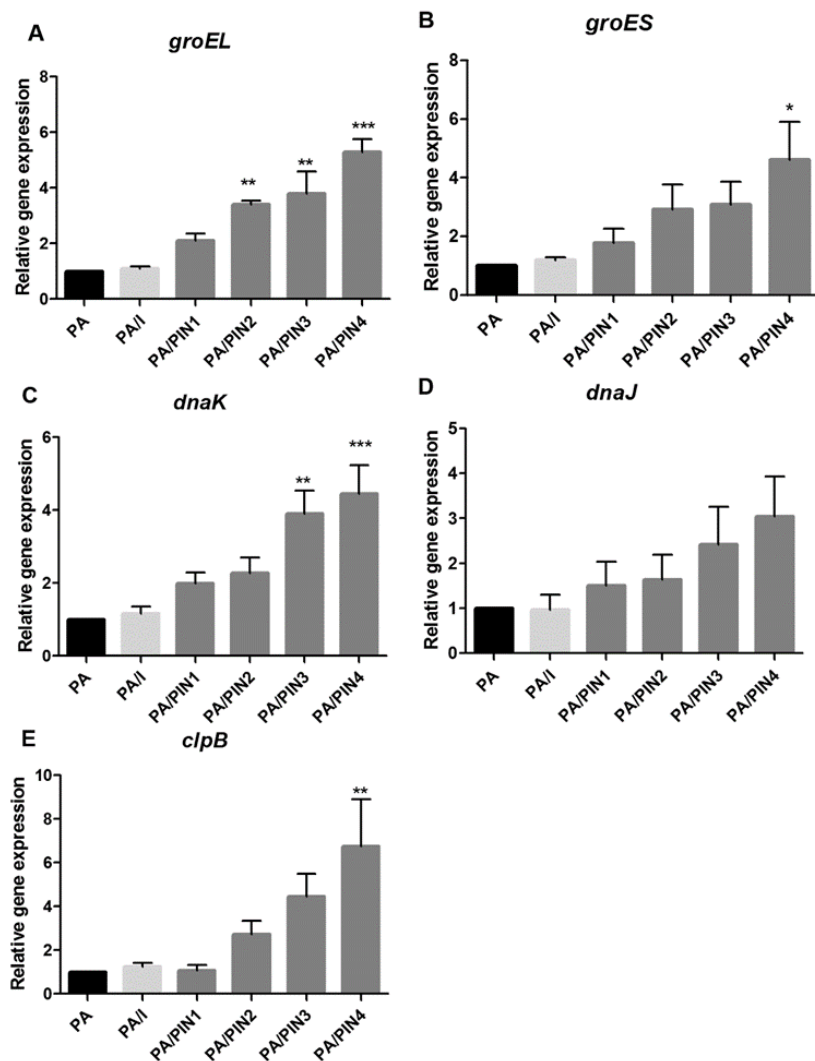 A
groEL
Relative gene expression
8
6
4
2
0
**
**
***
PA
PA/I
PA/PIN1
PA/PIN2
PA/PIN3
PA/PIN4
B
groES
Relative gene expression
8
6
4
2
0
*
PA
PA/I
PA/PIN1
PA/PIN2
PA/PIN3
PA/PIN4
C
dnaK
Relative gene expression
6
4
2
0
**
***
PA
PA/I
PA/PIN1
PA/PIN2
PA/PIN3
PA/PIN4
D
dnaJ
Relative gene expression
5
4
3
2
1
0
PA
PA/I
PA/PIN1
PA/PIN2
PA/PIN3
PA/PIN4
E
clpB
Relative gene expression
10
8
6
4
2
0
**
PA
PA/I
PA/PIN1
PA/PIN2
PA/PIN3
PA/PIN4